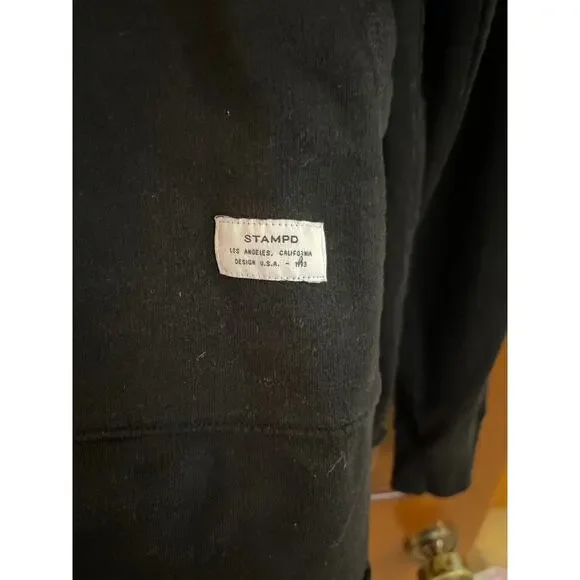 STAMPD
LOS ANGELES, CALIFORNIA
DESIGN U.S.A. -